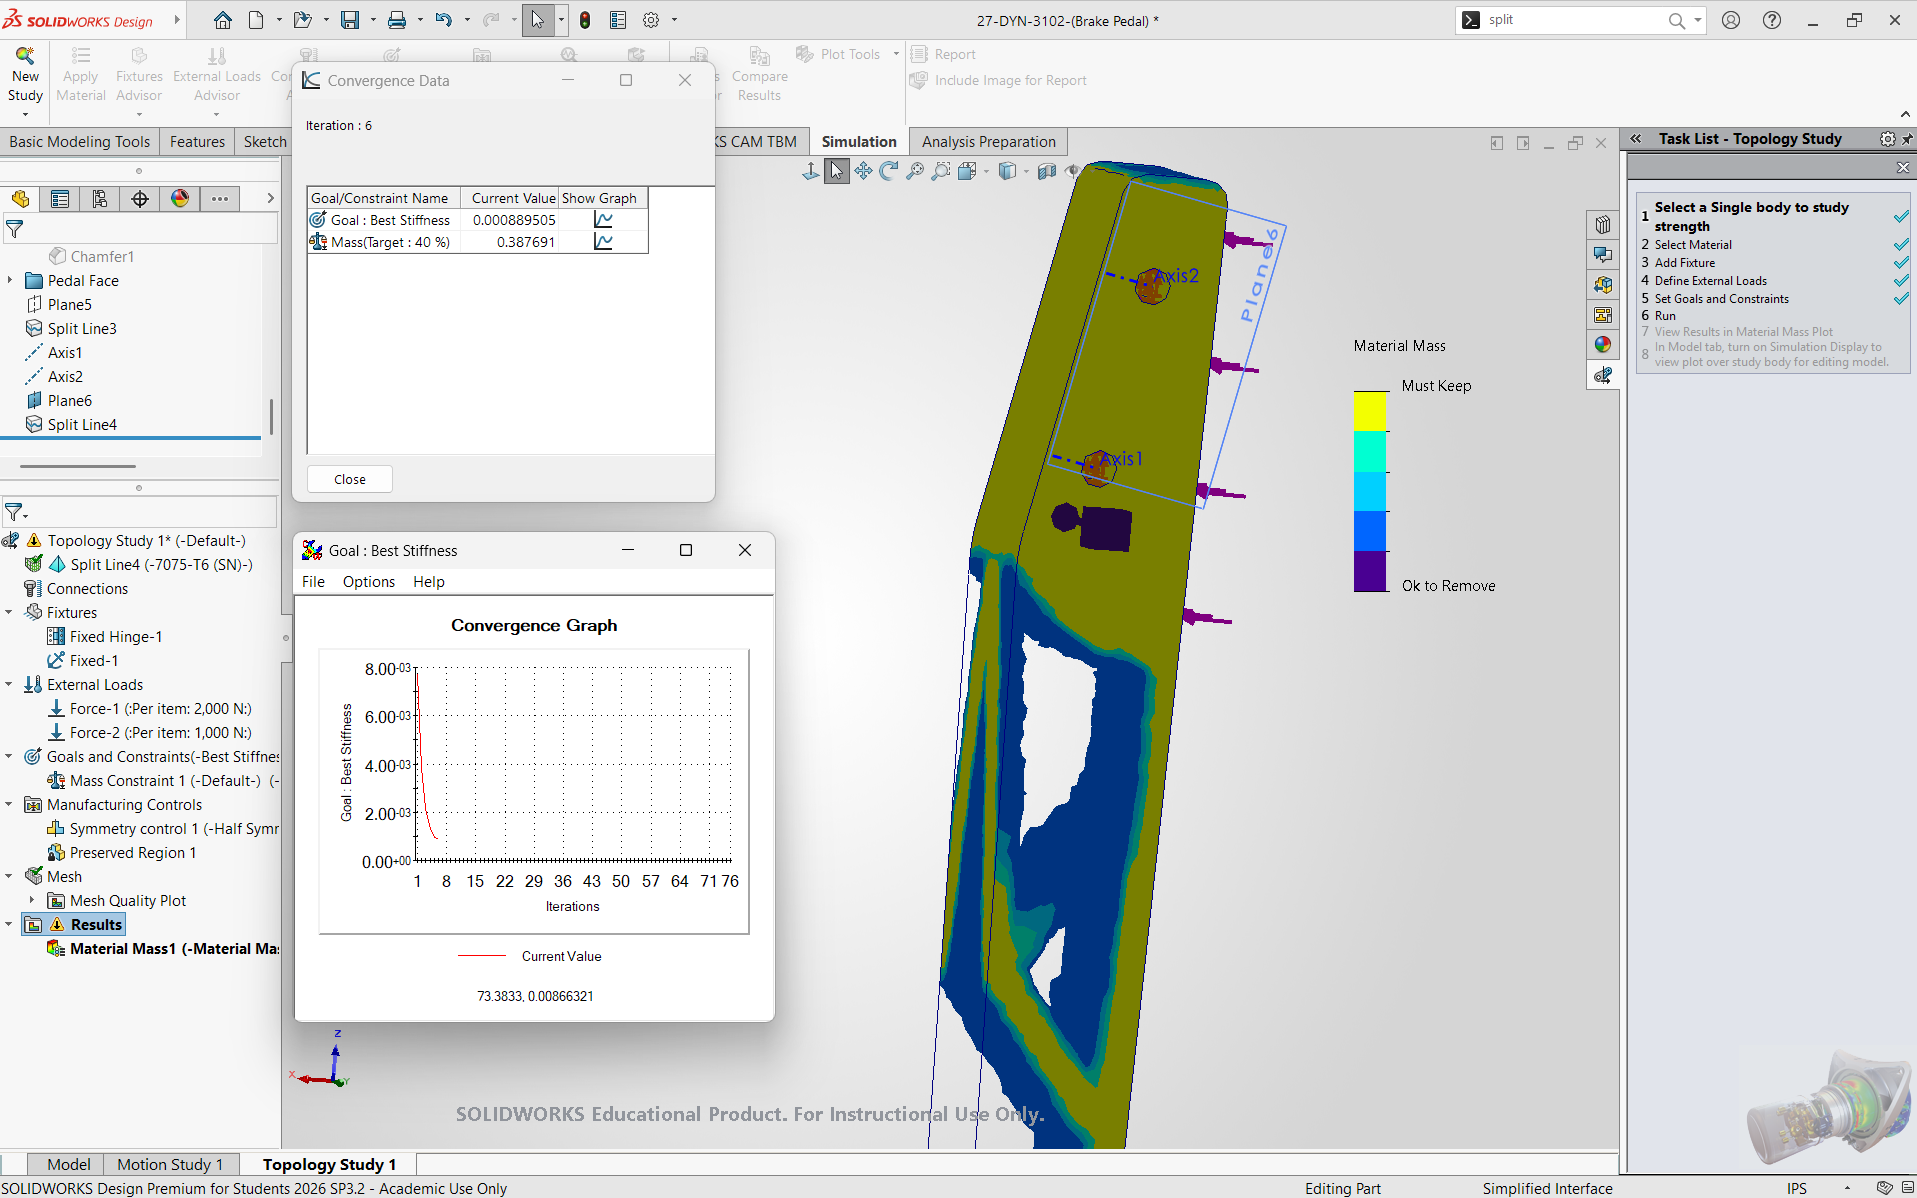 SOLIDWORKS Design
27-DYN-3102-(Brake Pedal) *
split
New
Study
Apply
Material
Fixtures
Advisor
External Loads
Advisor
Compare
Results
Plot Tools
Report
Include Image for Report
Basic Modeling Tools
Features
Sketch
KS CAM TBM
Simulation
Analysis Preparation
Chamfer1
Pedal Face
Plane5
Split Line3
Axis1
Axis2
Plane6
Split Line4
Topology Study 1* (-Default-)
Split Line4 (-7075-T6 (SN)-)
Connections
Fixtures
Fixed Hinge-1
Fixed-1
External Loads
Force-1 (:Per item: 2,000 N:)
Force-2 (:Per item: 1,000 N:)
Goals and Constraints(-Best Stiffnes
Mass Constraint 1 (-Default-) (-
Manufacturing Controls
Symmetry control 1 (-Half Symr
Preserved Region 1
Mesh
Mesh Quality Plot
Results
Material Mass1 (-Material Ma
Convergence Data
Iteration : 6
Goal/Constraint Name Current Value Show Graph
Goal : Best Stiffness 0.000889505
Mass(Target : 40 %) 0.387691
Close
Goal : Best Stiffness
File Options Help
Convergence Graph
Goal : Best Stiffness
8.00-03
6.00-03
4.00-03
2.00-03
0.00+00
1 8 15 22 29 36 43 50 57 64 71 76
Iterations
Current Value
73.3833, 0.00866321
Axis2
Plane6
Axis1
Material Mass
Must Keep
Ok to Remove
Z
X
Y
SOLIDWORKS Educational Product. For Instructional Use Only.
Task List - Topology Study
1 Select a Single body to study
strength
2 Select Material
3 Add Fixture
4 Define External Loads
5 Set Goals and Constraints
6 Run
7 View Results in Material Mass Plot
8 In Model tab, turn on Simulation Display to
view plot over study body for editing model.
Model
Motion Study 1
Topology Study 1
SOLIDWORKS Design Premium for Students 2026 SP3.2 - Academic Use Only
Editing Part
Simplified Interface
IPS